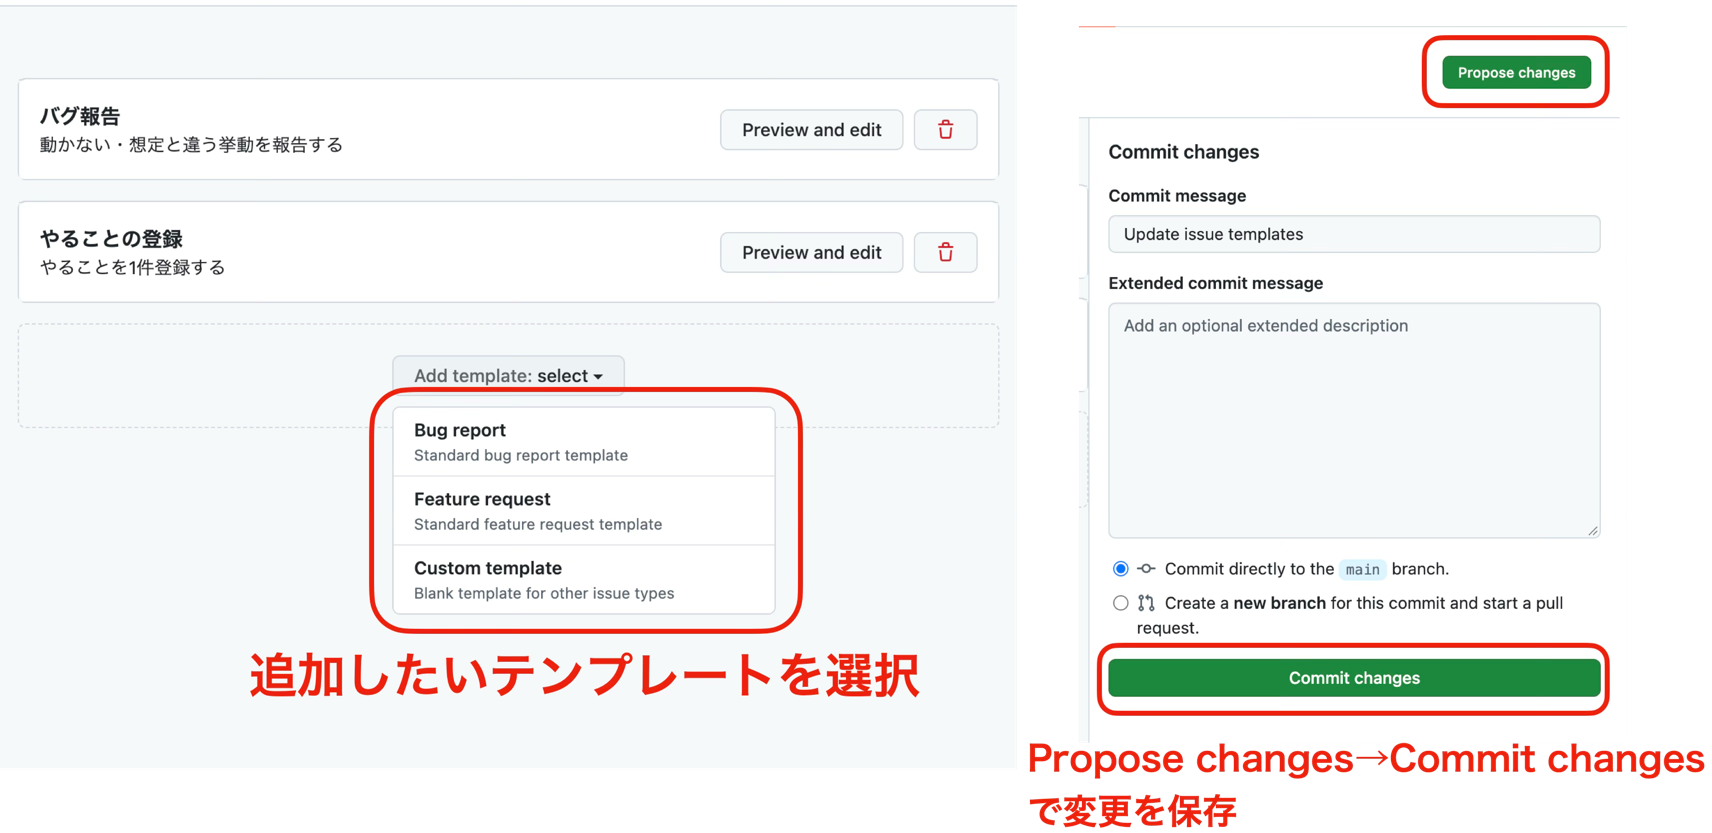 バグ報告
動かない・想定と違う挙動を報告する
Preview and edit
やることの登録
やることを1件登録する
Preview and edit
Add template: select
Bug report
Standard bug report template
Feature request
Standard feature request template
Custom template
Blank template for other issue types
追加したいテンプレートを選択
Propose changes
Commit changes
Commit message
Update issue templates
Extended commit message
Add an optional extended description
Commit directly to the main branch.
Create a new branch for this commit and start a pull
request.
Commit changes
Propose changes→Commit changes
で変更を保存